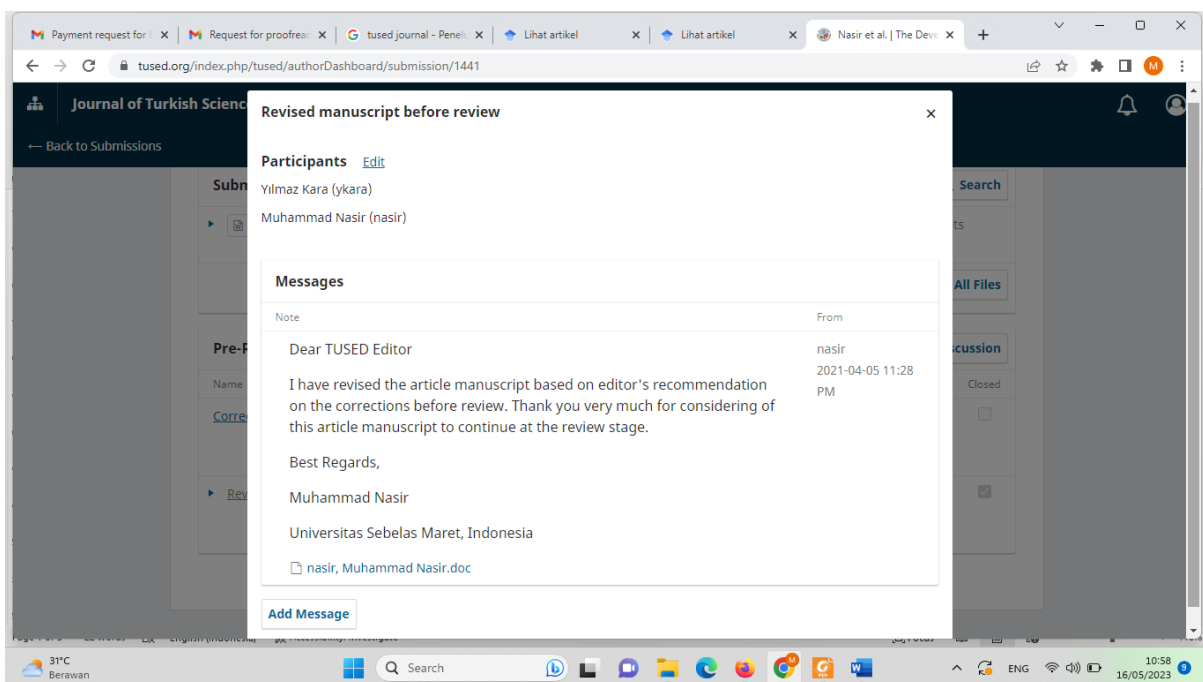 Payment request for
Request for proofread
tused journal - Penelu
Lihat artikel
Lihat artikel
Nasir et al. | The Deve
tused.org/index.php/tused/authorDashboard/submission/1441
M
Journal of Turkish Scienc
← Back to Submissions
Revised manuscript before review
Participants Edit
Yılmaz Kara (ykara)
Muhammad Nasir (nasir)
Subn
Search
ts
All Files
Messages
Note From
Dear TUSED Editor
nasir
2021-04-05 11:28
PM
I have revised the article manuscript based on editor's recommendation
on the corrections before review. Thank you very much for considering of
this article manuscript to continue at the review stage.
Best Regards,
Muhammad Nasir
Universitas Sebelas Maret, Indonesia
nasir, Muhammad Nasir.doc
Add Message
Pre-R
scussion
Name
Closed
Corre
Rev
31°C
Berawan
Search
ENG
10:58
16/05/2023
9